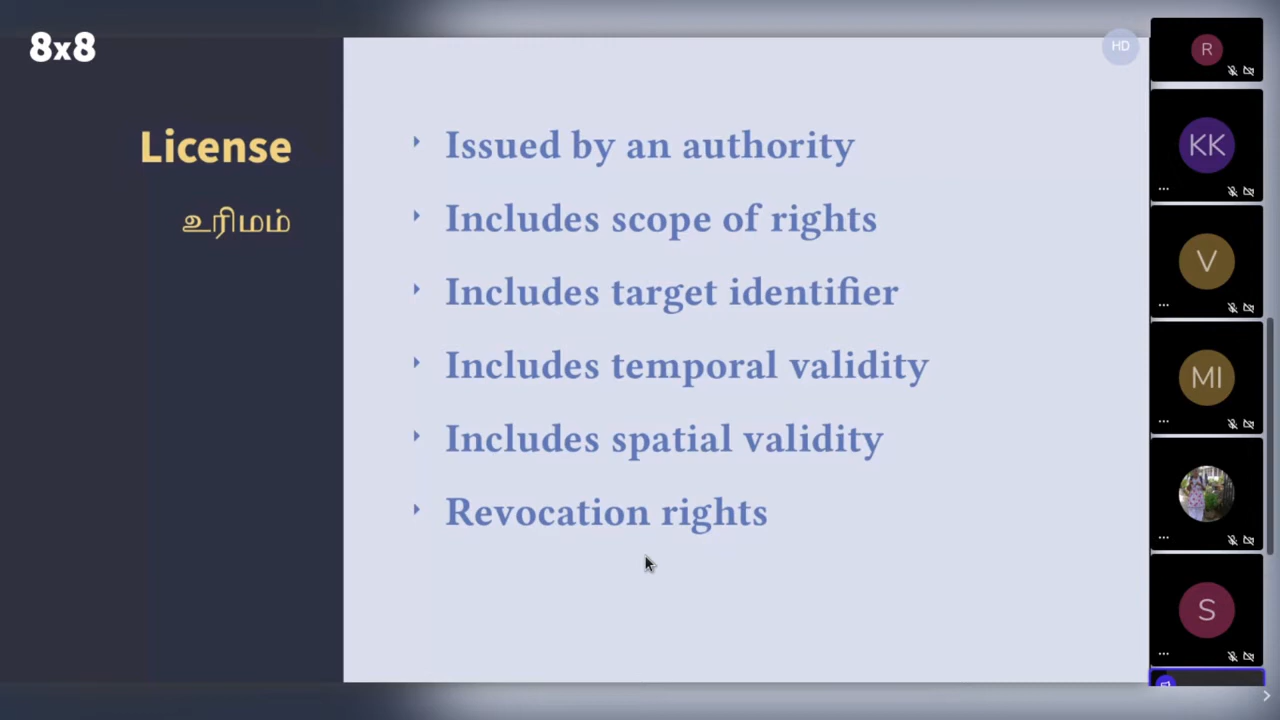 8x8
HD
License
உரிமம்
Issued by an authority
Includes scope of rights
Includes target identifier
Includes temporal validity
Includes spatial validity
Revocation rights
R
KK
V
MI
S